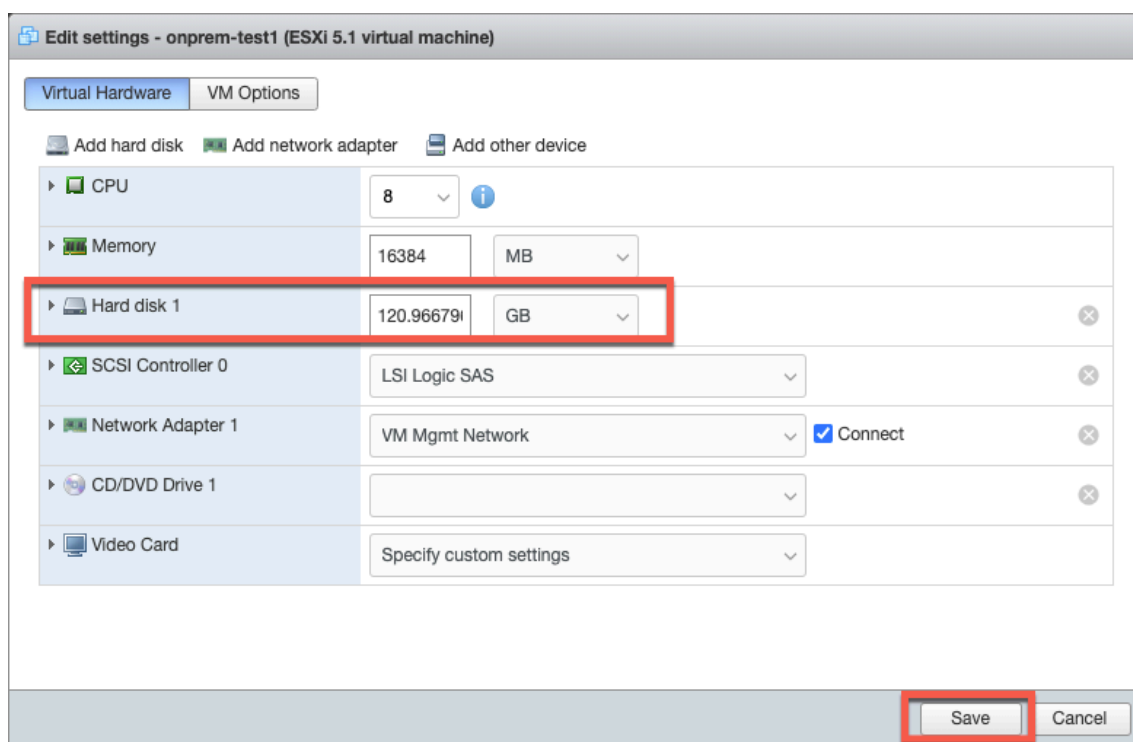 Edit settings - onprem-test1 (ESXi 5.1 virtual machine)
Virtual Hardware VM Options
Add hard disk Add network adapter Add other device
CPU 8
Memory 16384 MB
Hard disk 1 120.96679 GB
SCSI Controller 0 LSI Logic SAS
Network Adapter 1 VM Mgmt Network Connect
CD/DVD Drive 1
Video Card Specify custom settings
Save Cancel